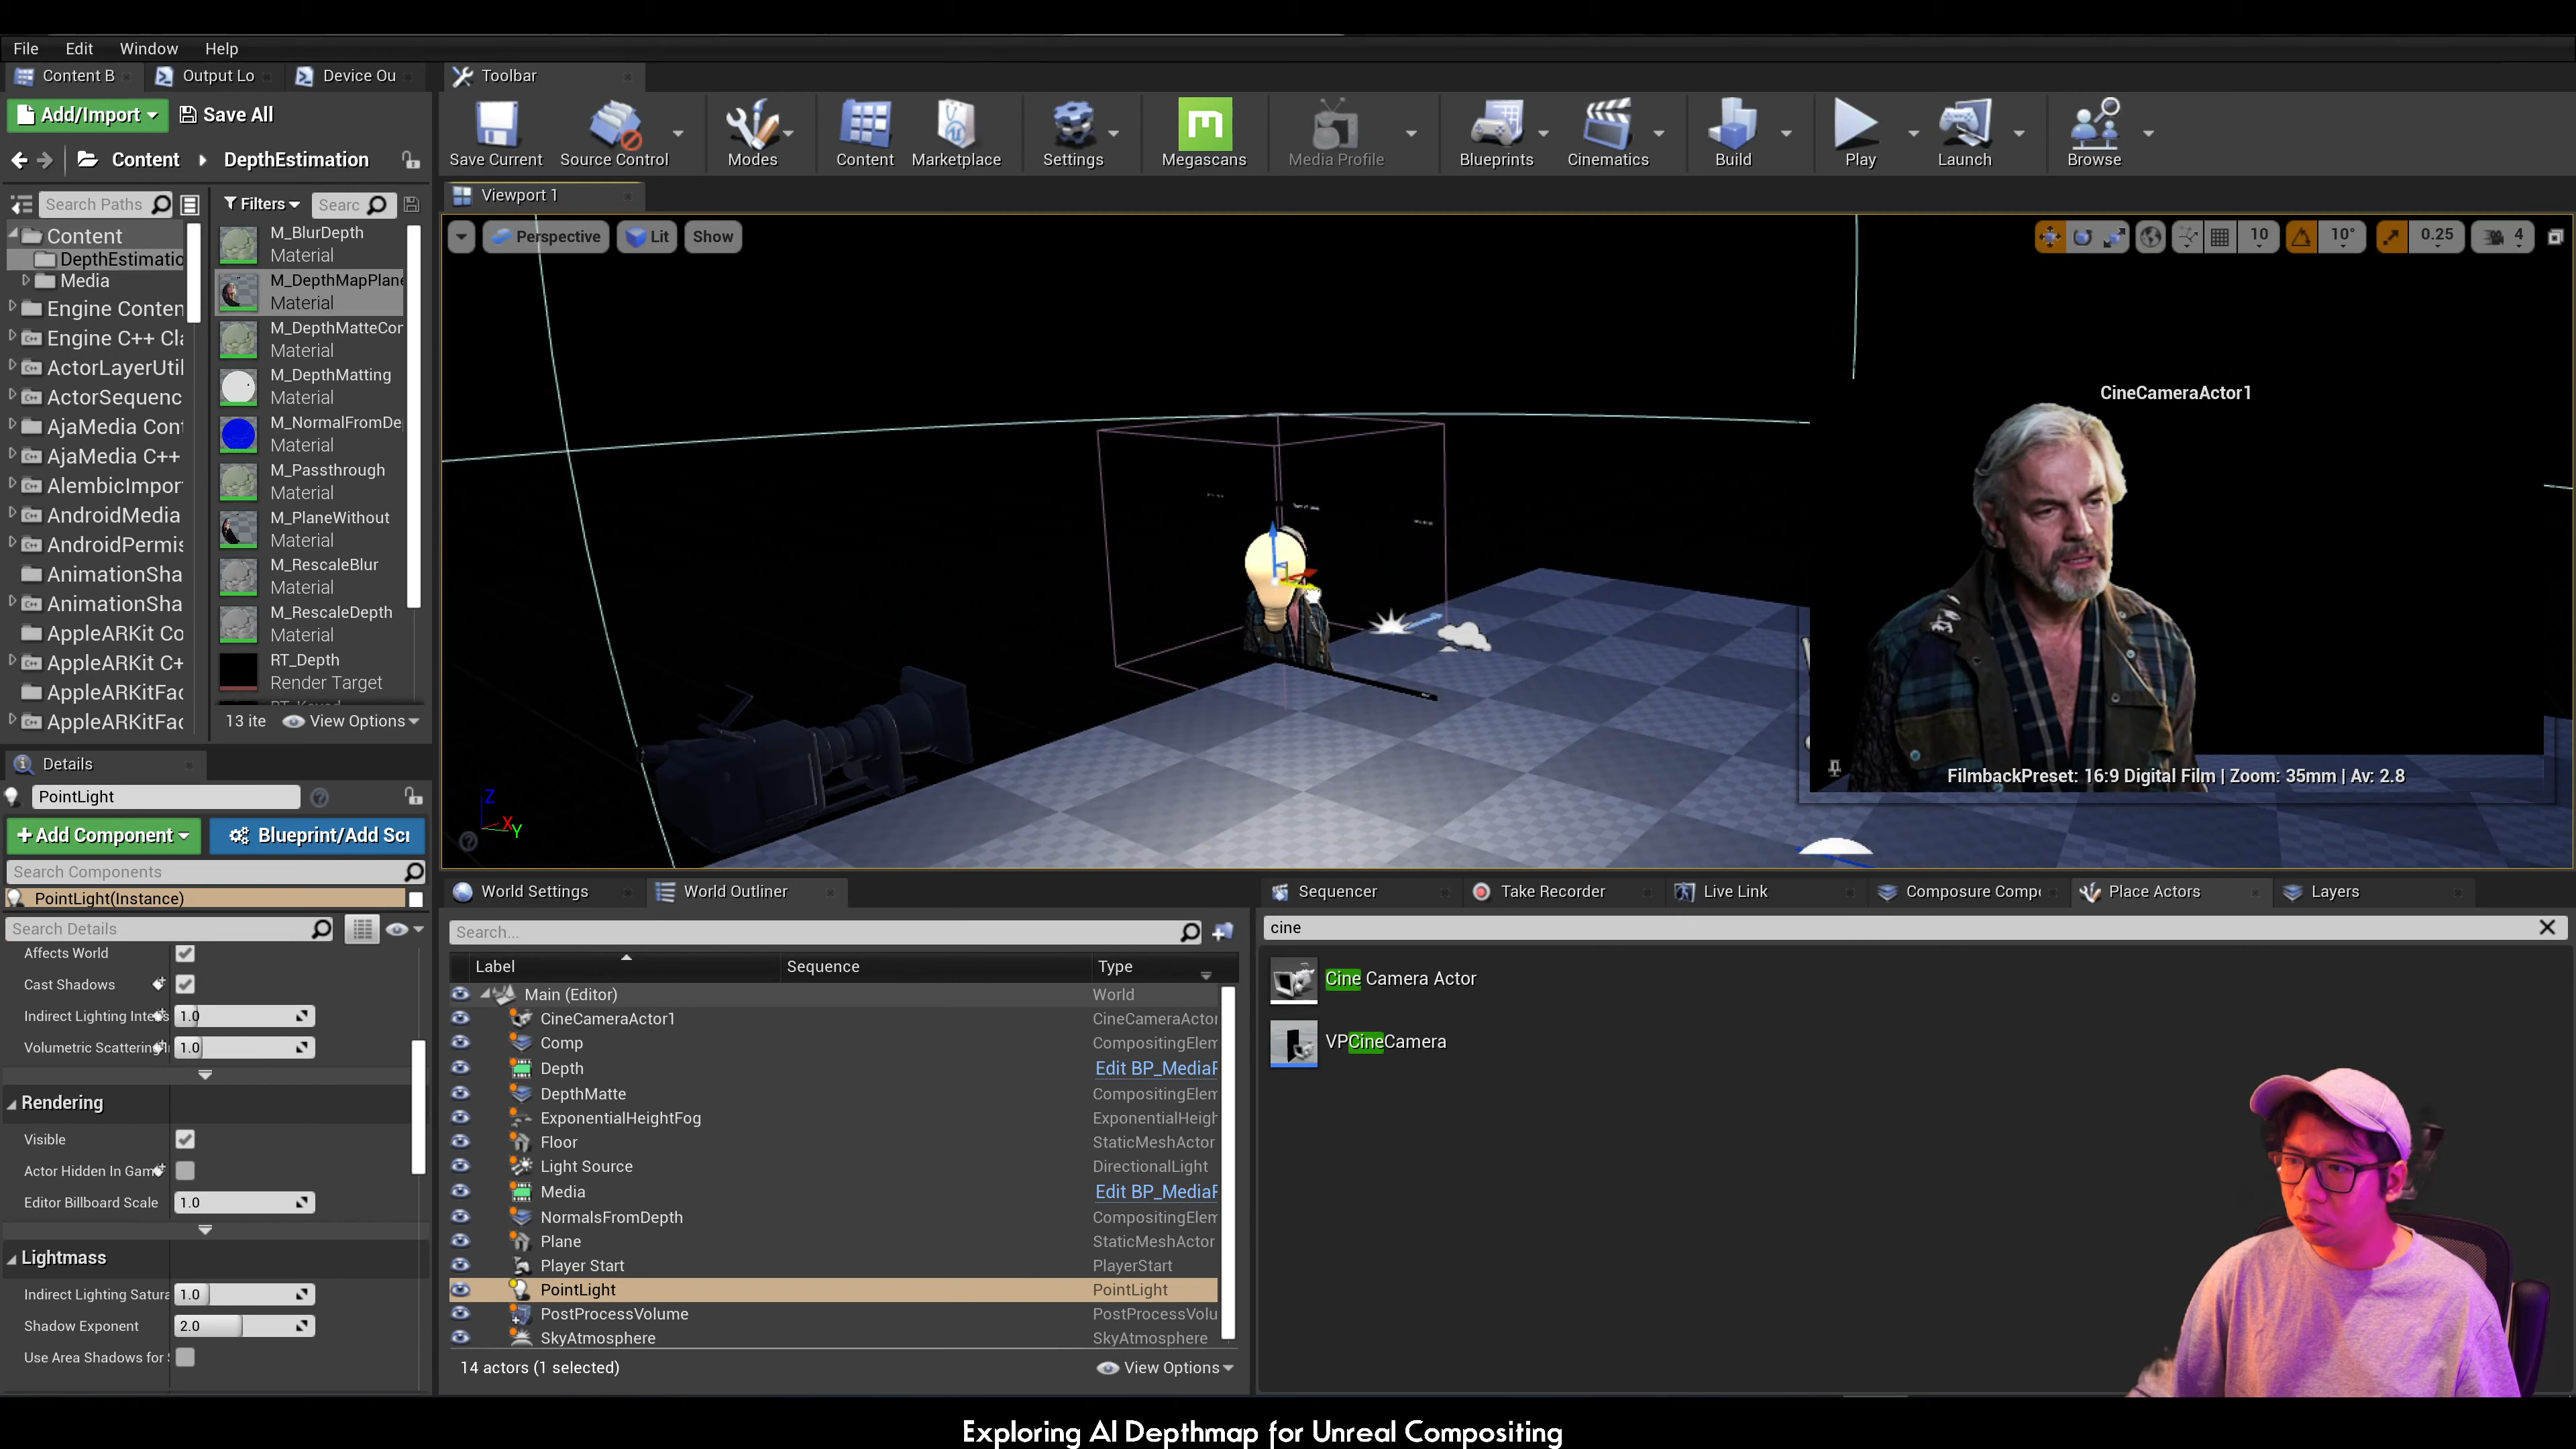 File Edit Window Help
Content B Output Lo Device Ou Toolbar
Add/Import Save All
Save Current Source Control Modes Content Marketplace Settings Megascans Media Profile Blueprints Cinematics Build Play Launch Browse
Content DepthEstimation
Viewport 1
Search Paths Filters Searc
Perspective Lit Show 10 10° 0.25 4
Content
DepthEstimatio
Media
Engine Conten
Engine C++ Cla
ActorLayerUtil
ActorSequenc
AjaMedia Cont
AjaMedia C++
AlembicImpor
AndroidMedia
AndroidPermis
AnimationSha
AnimationSha
AppleARKit Co
AppleARKit C+
AppleARKitFac
AppleARKitFac
M_BlurDepth
Material
M_DepthMapPlane
Material
M_DepthMatteCor
Material
M_DepthMatting
Material
M_NormalFromDe
Material
M_Passthrough
Material
M_PlaneWithout
Material
M_RescaleBlur
Material
M_RescaleDepth
Material
RT_Depth
Render Target
13 ite View Options
CineCameraActor1
FilmbackPreset: 16:9 Digital Film | Zoom: 35mm | Av: 2.8
Z X Y
Details
PointLight
+Add Component Blueprint/Add Scr
Search Components
PointLight(Instance)
Search Details
Affects World
Cast Shadows
Indirect Lighting Intens 1.0
Volumetric Scattering I 1.0
Rendering
Visible
Actor Hidden In Game
Editor Billboard Scale 1.0
Lightmass
Indirect Lighting Satura 1.0
Shadow Exponent 2.0
Use Area Shadows for S
World Settings World Outliner
Search...
Label Sequence Type
Main (Editor) World
CineCameraActor1 CineCameraActor
Comp CompositingElem
Depth Edit BP_MediaP
DepthMatte CompositingElem
ExponentialHeightFog ExponentialHeigh
Floor StaticMeshActor
Light Source DirectionalLight
Media Edit BP_MediaP
NormalsFromDepth CompositingElem
Plane StaticMeshActor
Player Start PlayerStart
PointLight PointLight
PostProcessVolume PostProcessVolu
SkyAtmosphere SkyAtmosphere
14 actors (1 selected) View Options
Sequencer Take Recorder Live Link Composure Compo Place Actors Layers
cine
Cine Camera Actor
VPCineCamera
Exploring AI Depthmap for Unreal Compositing